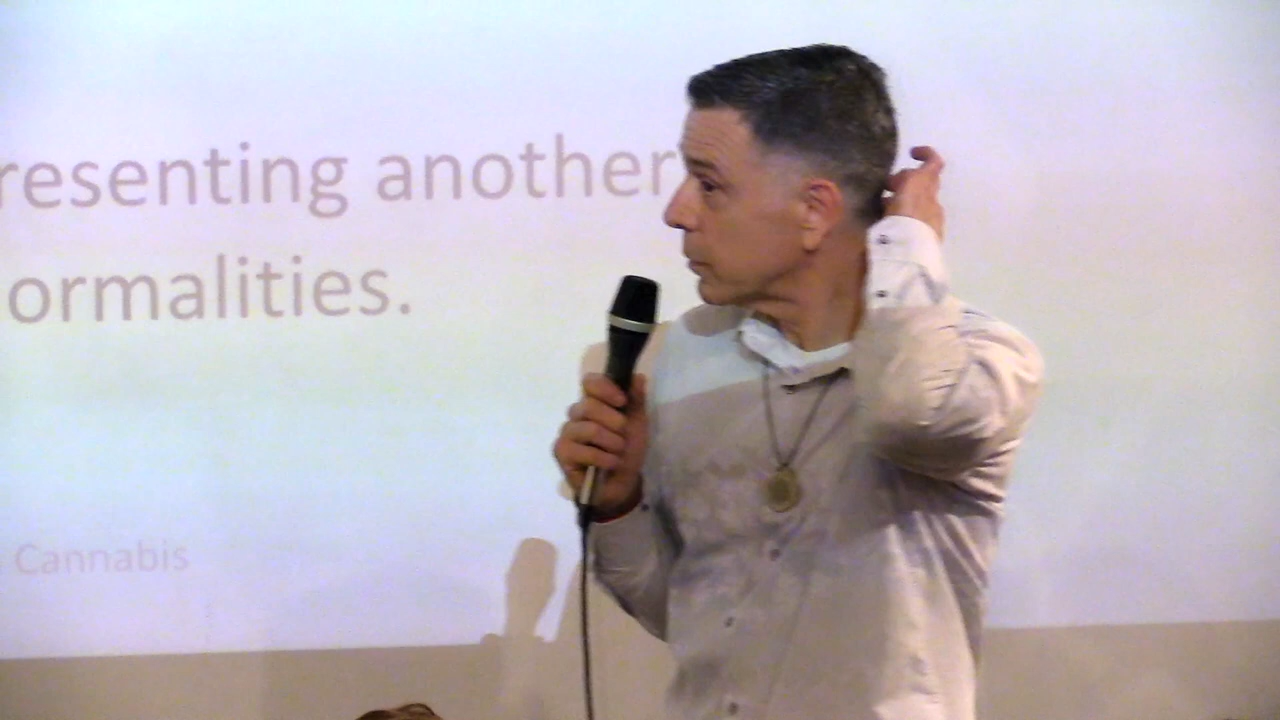 resenting another
ormalities.
Cannabis